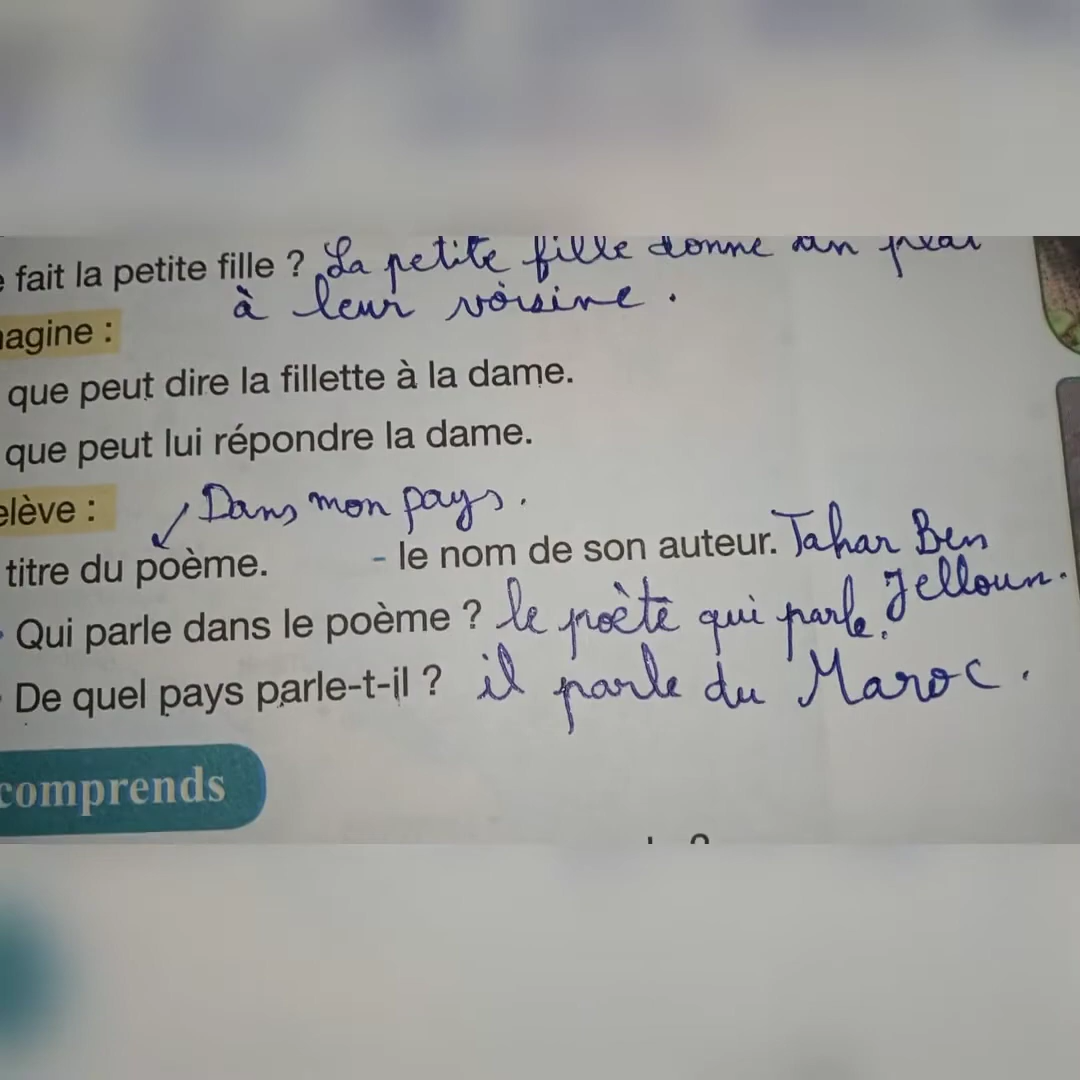 fait la petite fille ? La petite fille donne un
à leur voisine.
agine :
que peut dire la fillette à la dame.
que peut lui répondre la dame.
elève : Dans mon pays.
titre du poème. - le nom de son auteur. Tahar Ben
Jelloun.
Qui parle dans le poème ? le poète qui parle.
De quel pays parle-t-il ? il parle du Maroc.
comprends